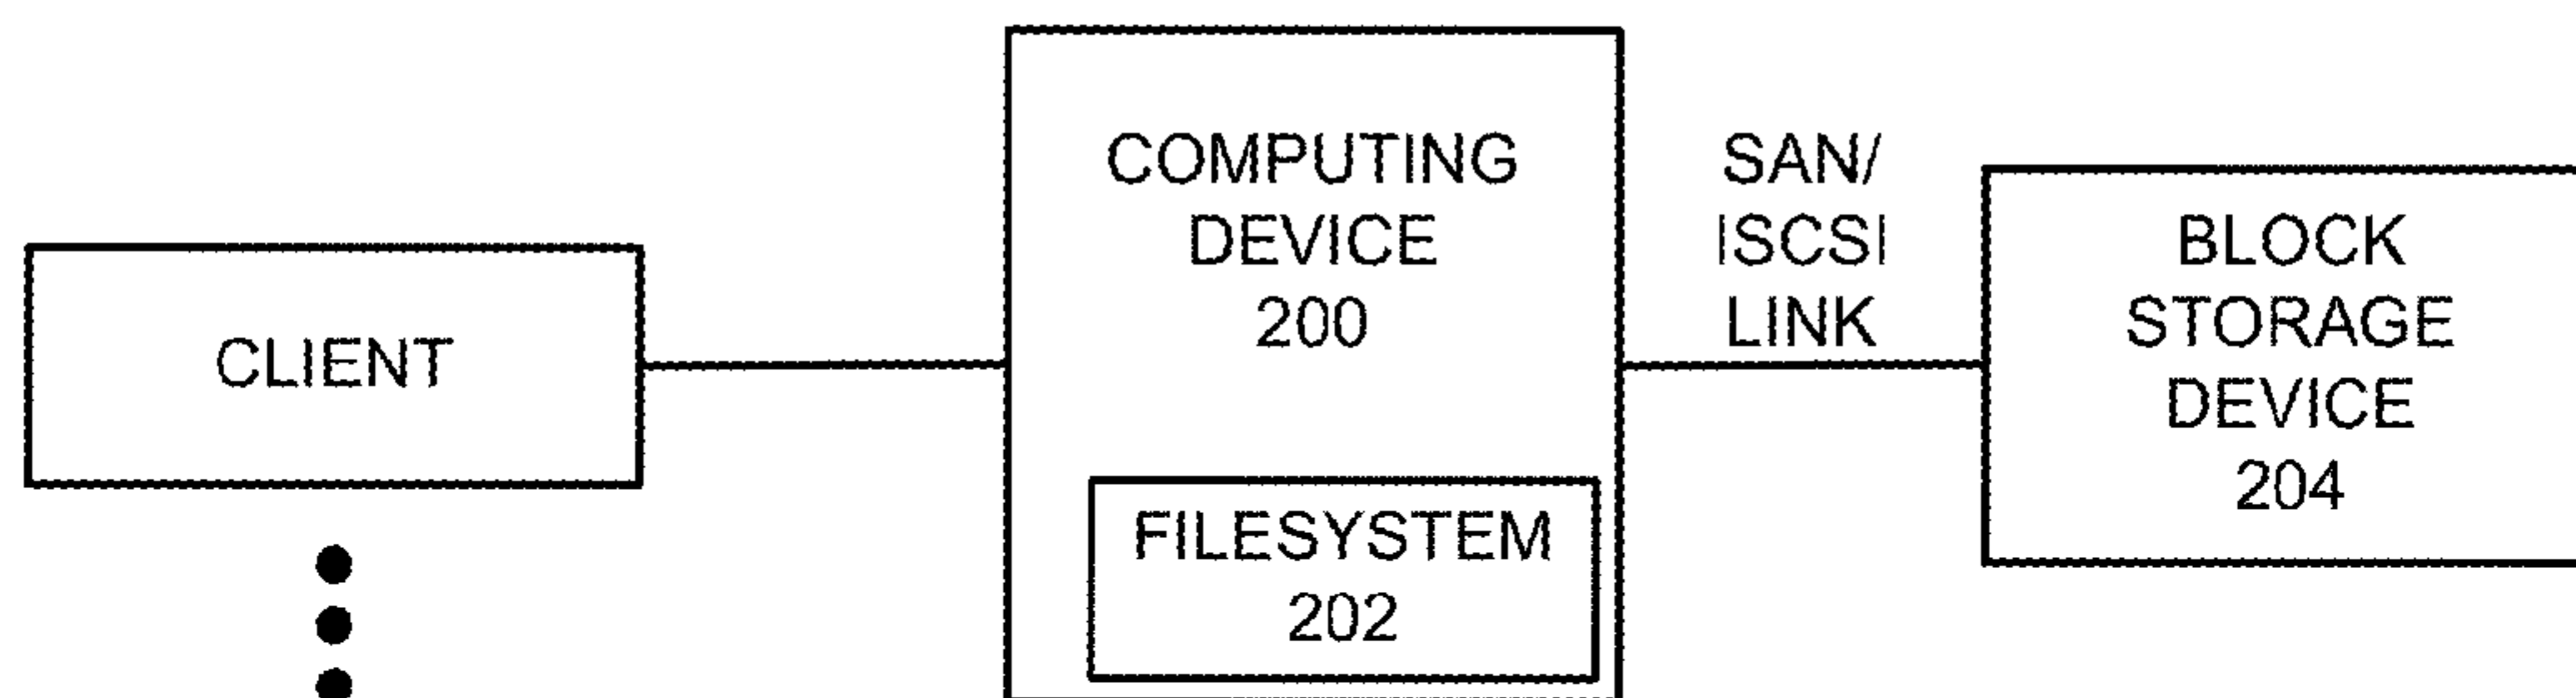 CLIENT
COMPUTING
DEVICE
200
FILESYSTEM
202
SAN/
ISCSI
LINK
BLOCK
STORAGE
DEVICE
204